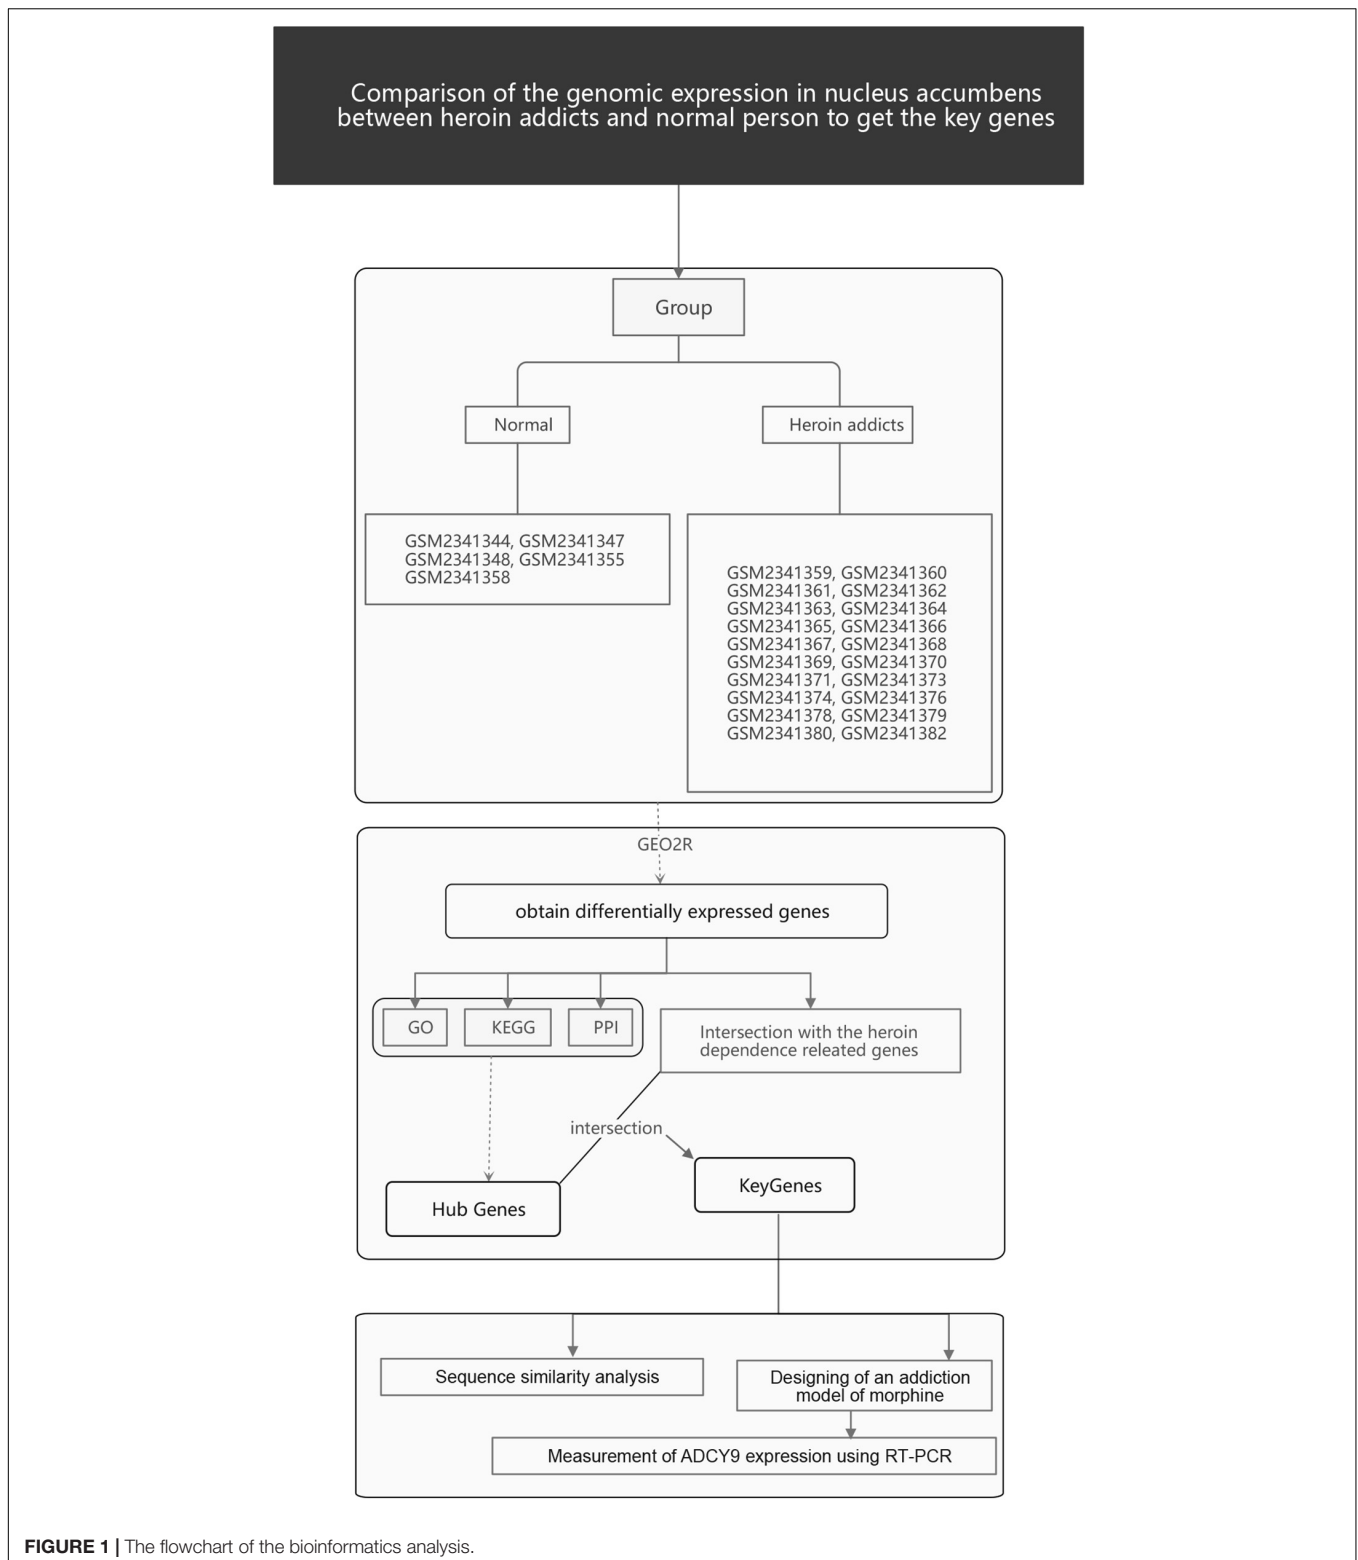 Comparison of the genomic expression in nucleus accumbens
between heroin addicts and normal person to get the key genes
Group
Normal
Heroin addicts
GSM2341344, GSM2341347
GSM2341348, GSM2341355
GSM2341358
GSM2341359, GSM2341360
GSM2341361, GSM2341362
GSM2341363, GSM2341364
GSM2341365, GSM2341366
GSM2341367, GSM2341368
GSM2341369, GSM2341370
GSM2341371, GSM2341373
GSM2341374, GSM2341376
GSM2341378, GSM2341379
GSM2341380, GSM2341382
GEO2R
obtain differentially expressed genes
GO
KEGG
PPI
Intersection with the heroin
dependence releated genes
intersection
KeyGenes
Hub Genes
Sequence similarity analysis
Designing of an addiction
model of morphine
Measurement of ADCY9 expression using RT-PCR
FIGURE 1 | The flowchart of the bioinformatics analysis.